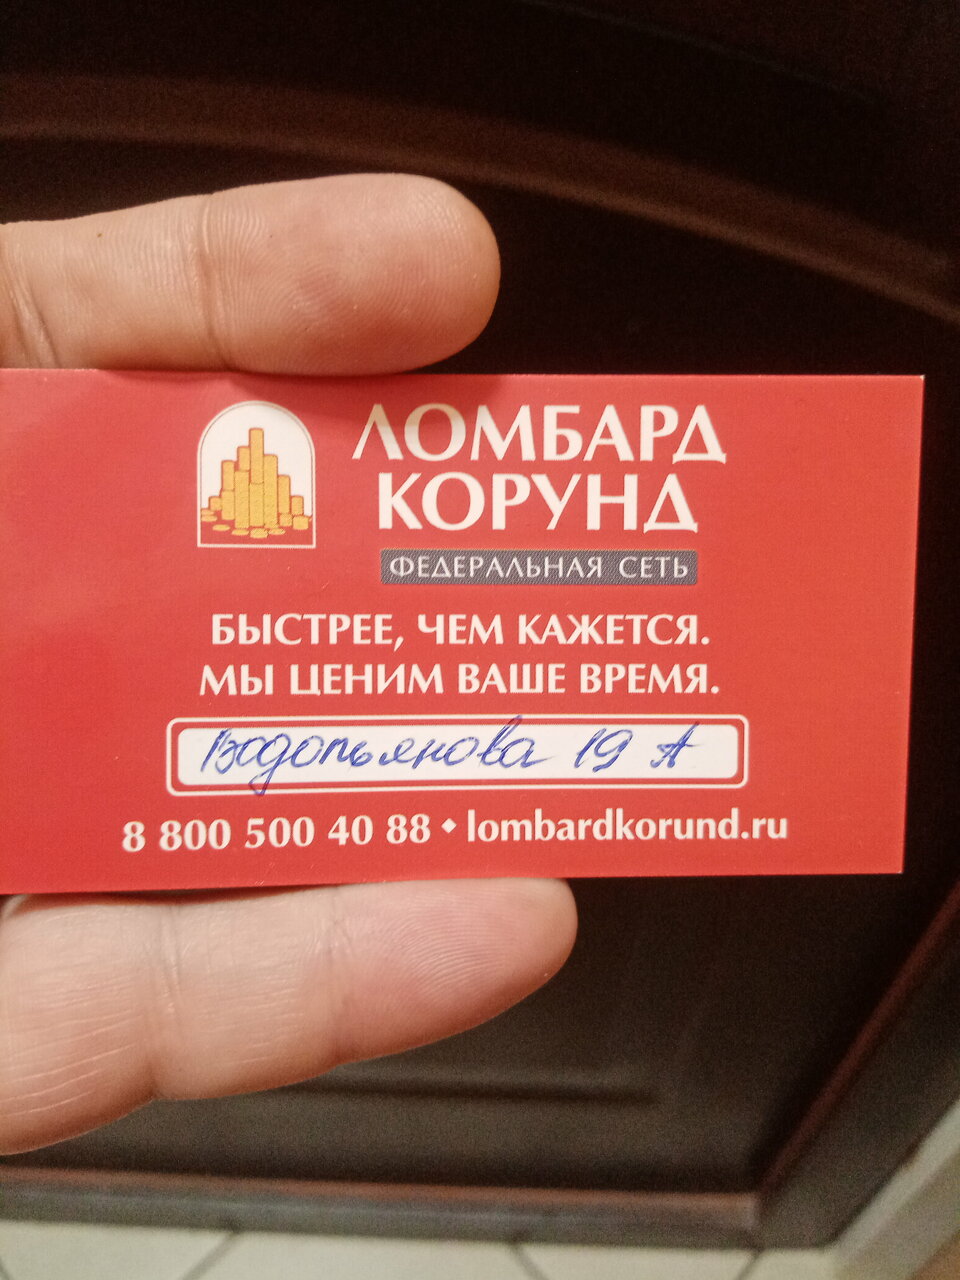 ЛОМБАРД
КОРУНД
ФЕДЕРАЛЬНАЯ СЕТЬ
БЫСТРЕЕ, ЧЕМ КАЖЕТСЯ.
МЫ ЦЕНИМ ВАШЕ ВРЕМЯ.
Водопьянова 19 А
8 800 500 40 88 • lombardkorund.ru